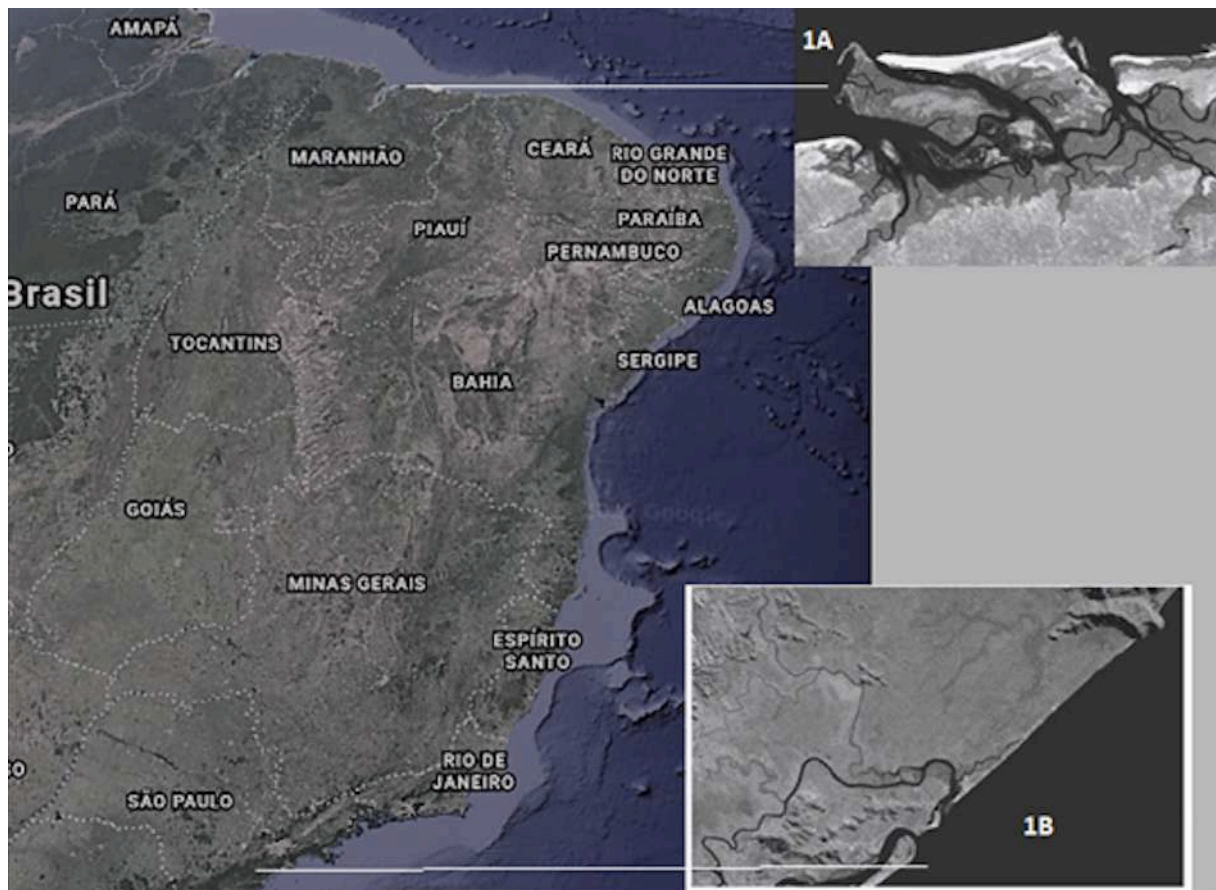 AMAPÁ
1A
MARANHÃO
CEARÁ
RIO GRANDE
DO NORTE
PARÁ
PIAUÍ
PARAÍBA
PERNAMBUCO
Brasil
ALAGOAS
TOCANTINS
SERGIPE
BAHIA
GOIÁS
Google
MINAS GERAIS
ESPÍRITO
SANTO
RIO DE
JANEIRO
SÃO PAULO
1B